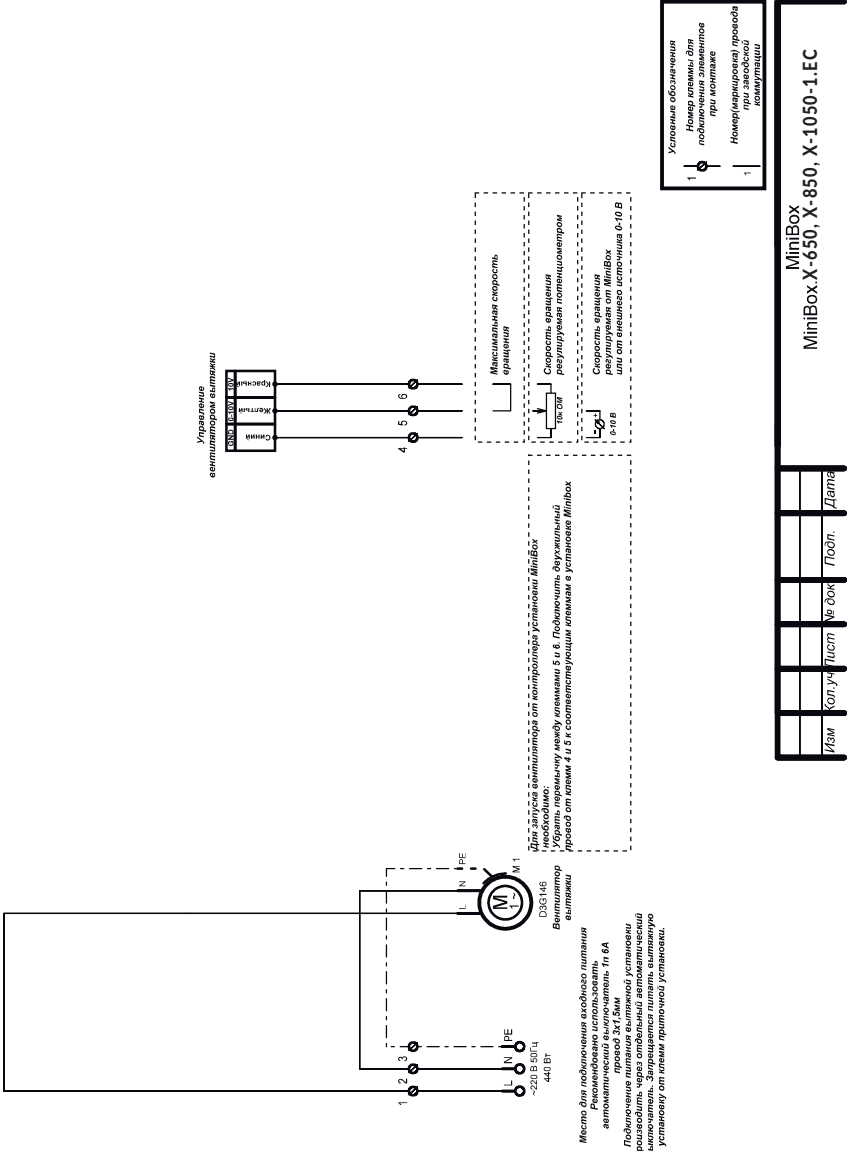 Управление
вентилятором вытяжки
GND
0-10V
10V
Синий
Желтый
Красный
4
5
6
Максимальная скорость
вращения
10к ОМ
Скорость вращения
регулируемая потенциометром
- +
0-10 В
Скорость вращения
регулируемая от MiniBox
или от внешнего источника 0-10 В
Для запуска вентилятора от контроллера установки MiniBox
необходимо:
Убрать перемычку между клеммами 5 и 6. Подключить двухжильный
провод от клемм 4 и 5 к соответствующим клеммам в установке Minibox
L
N
PE
M
1 ~
M 1
D3G146
Вентилятор
вытяжки
1
2
3
L
N
PE
~220 В 50Гц
440 Вт
Место для подключения входного питания
Рекомендовано использовать
автоматический выключатель 1п 6А
провод 3х1,5мм
Подключение питания вытяжной установки
роизводить через отдельный автоматический
ыключатель. Запрещается питать вытяжную
установку от клемм приточной установки.
Условные обозначения
1
Номер клеммы для
подключения элементов
при монтаже
1
Номер(маркировка) провода
при заводской
коммутации
MiniBox
MiniBox.X-650, X-850, X-1050-1.EC
Изм
Кол.уч
Лист
№ док
Подп.
Дата